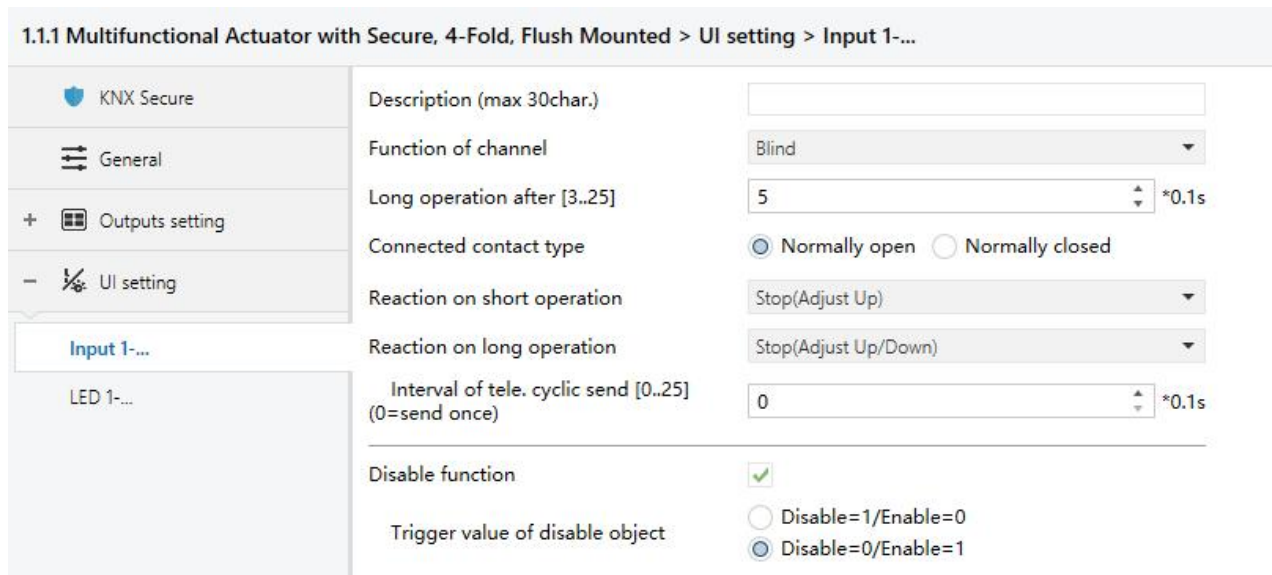 1.1.1 Multifunctional Actuator with Secure, 4-Fold, Flush Mounted > UI setting > Input 1-...
KNX Secure
General
+ Outputs setting
- UI setting
Input 1-...
LED 1-...
Description (max 30char.)
Function of channel Blind
Long operation after [3..25] 5 *0.1s
Connected contact type Normally open Normally closed
Reaction on short operation Stop(Adjust Up)
Reaction on long operation Stop(Adjust Up/Down)
Interval of tele. cyclic send [0..25]
(0=send once) 0 *0.1s
Disable function
Trigger value of disable object
Disable=1/Enable=0
Disable=0/Enable=1